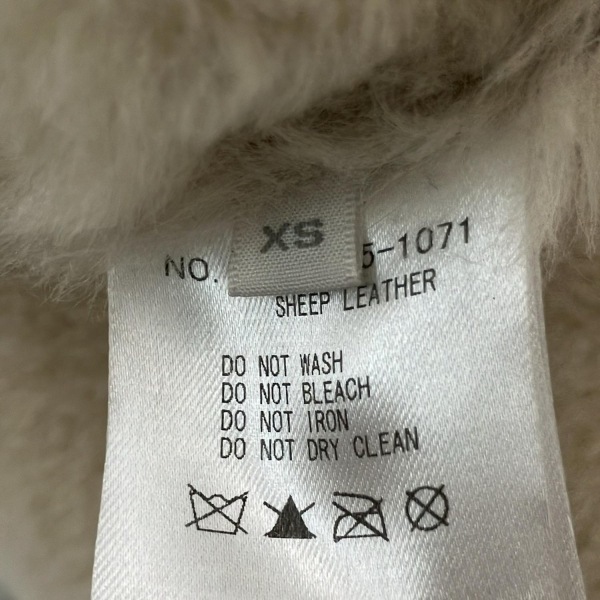 XS
NO. 5-1071
SHEEP LEATHER
DO NOT WASH
DO NOT BLEACH
DO NOT IRON
DO NOT DRY CLEAN